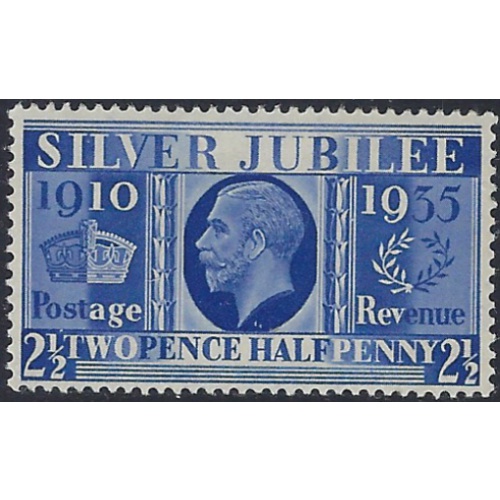 SILVER JUBILEE
1910 1935
Postage Revenue
2½ TWOPENCE HALFPENNY 2½